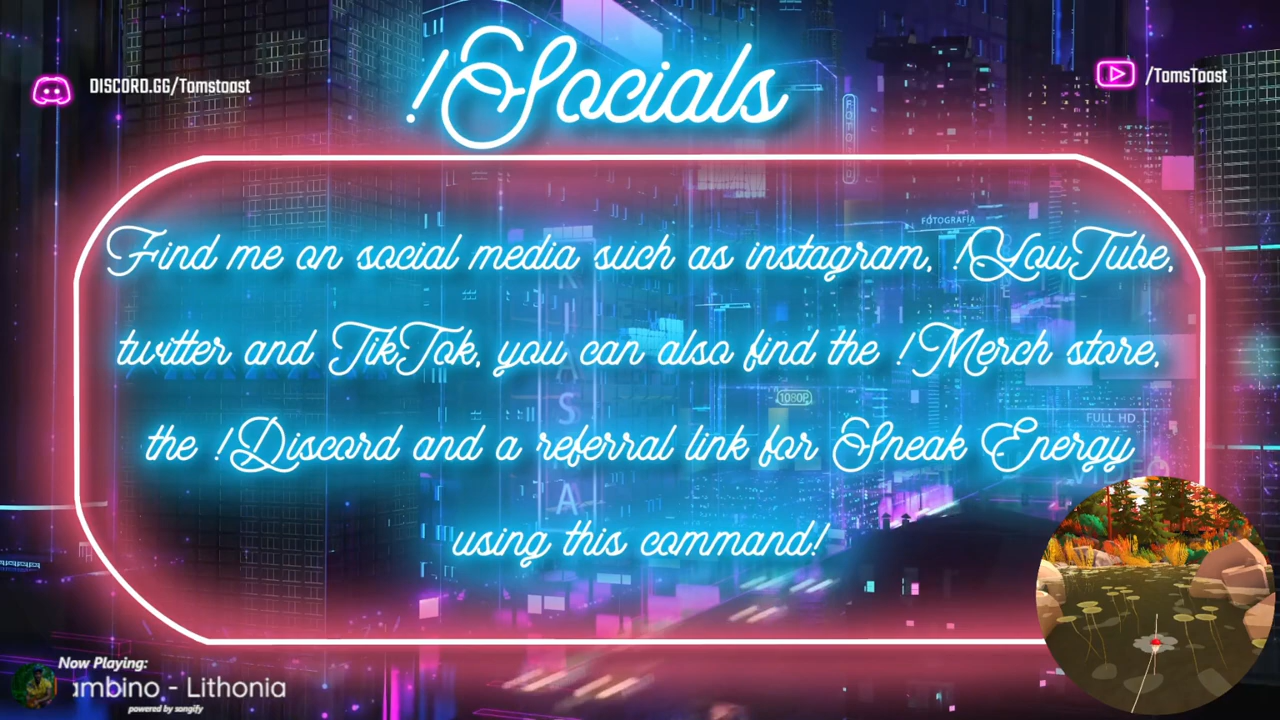 !Socials
DISCORD.GG/Tomstoast
/TomsToast
FOTOGRAFÍA
Find me on social media such as instagram, !YouTube,
twitter and TikTok, you can also find the !Merch store,
1080P
FULL HD
the !Discord and a referral link for Sneak Energy
using this command!
Now Playing:
ambino - Lithonia
powered by songify